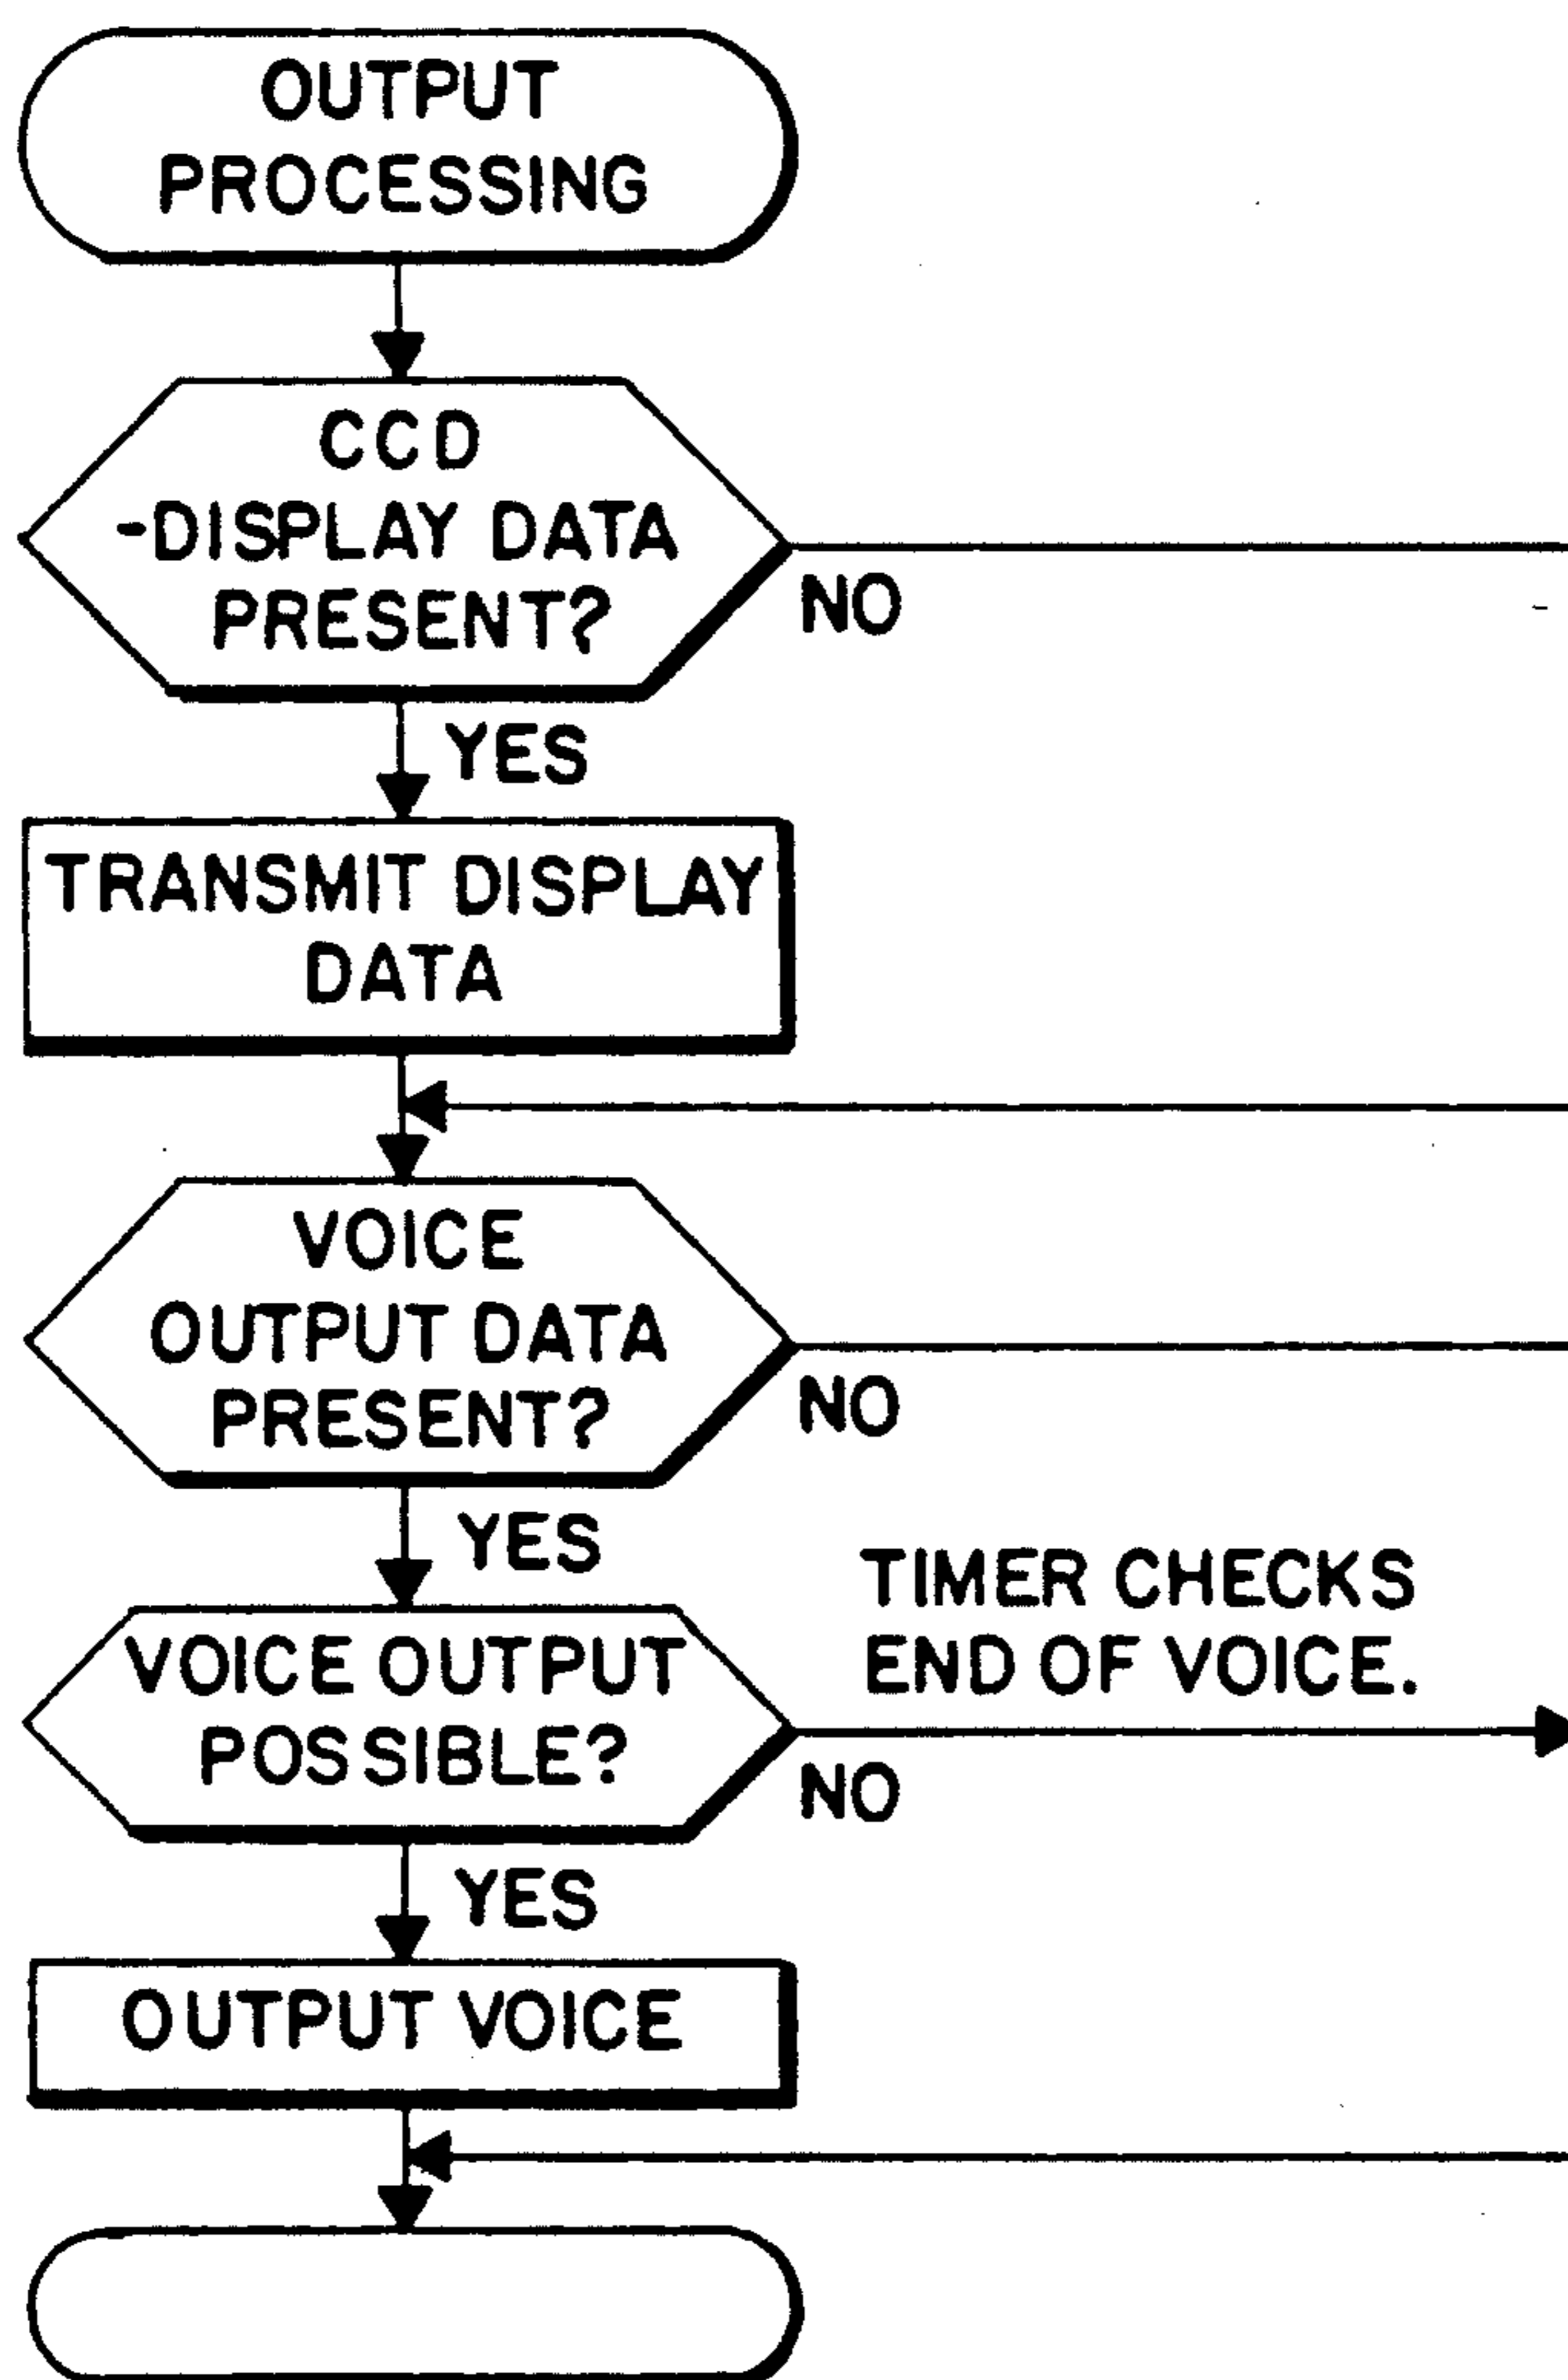 OUTPUT
PROCESSING
CCD
-DISPLAY DATA
PRESENT?
NO
YES
TRANSMIT DISPLAY
DATA
VOICE
OUTPUT DATA
PRESENT?
NO
YES
TIMER CHECKS
END OF VOICE.
VOICE OUTPUT
POSSIBLE?
NO
YES
OUTPUT VOICE